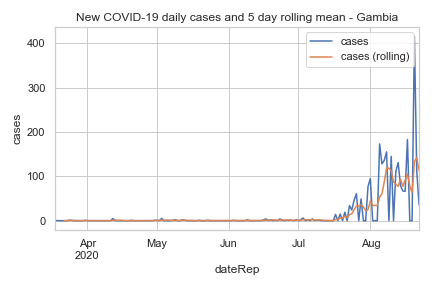 New COVID-19 daily cases and 5 day rolling mean - Gambia
cases
cases (rolling)
400
300
200
100
0
cases
Apr
2020
May
Jun
Jul
Aug
dateRep